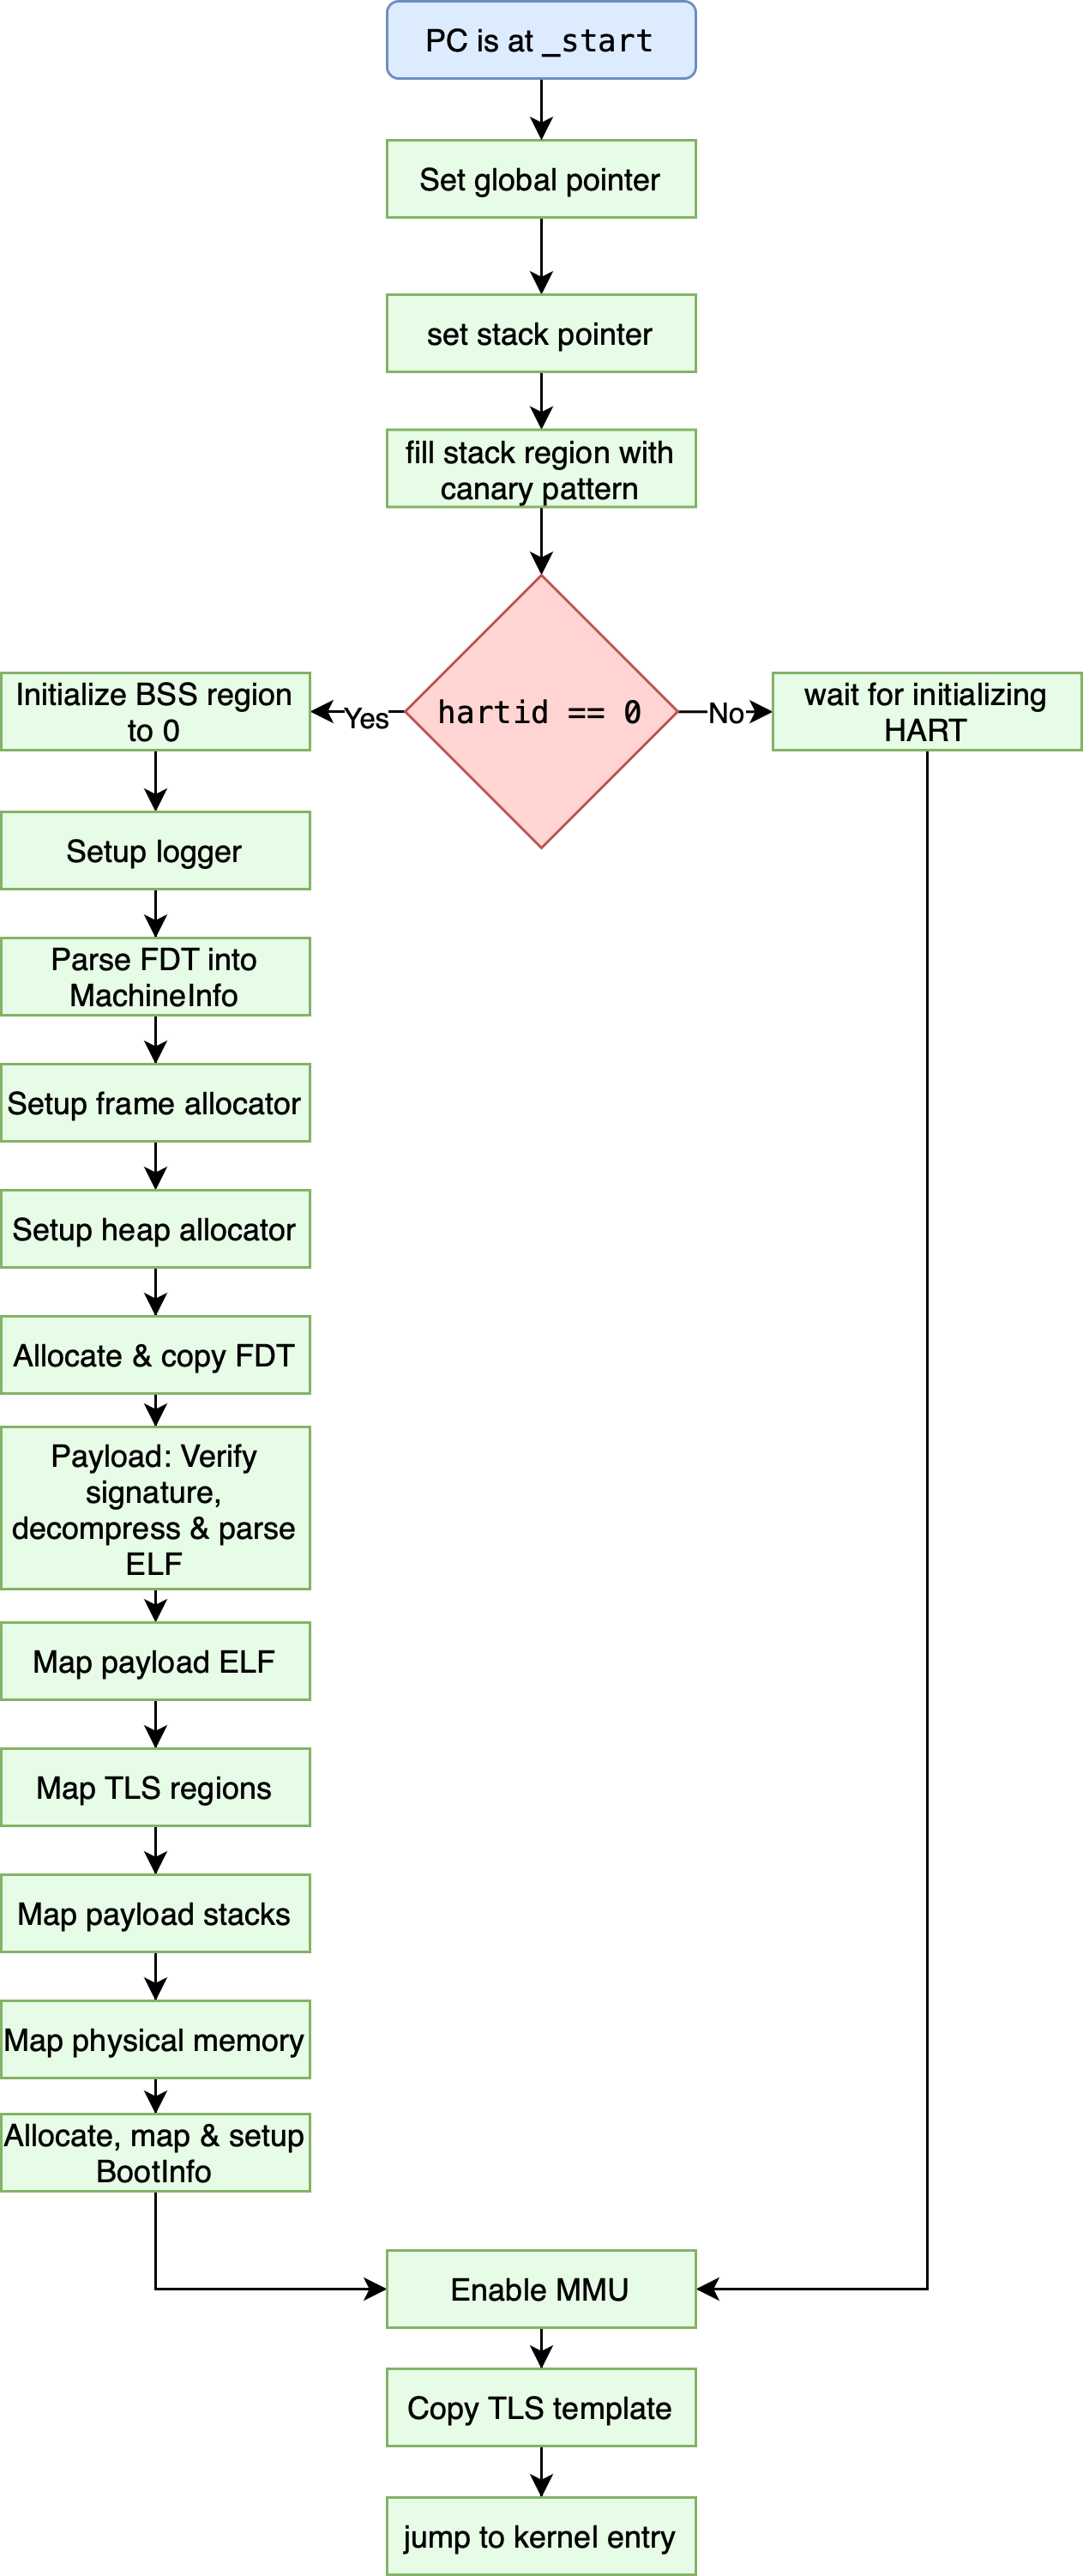 PC is at _start
Set global pointer
set stack pointer
fill stack region with
canary pattern
hartid == 0
Yes
No
Initialize BSS region
to 0
wait for initializing
HART
Setup logger
Parse FDT into
MachineInfo
Setup frame allocator
Setup heap allocator
Allocate & copy FDT
Payload: Verify
signature,
decompress & parse
ELF
Map payload ELF
Map TLS regions
Map payload stacks
Map physical memory
Allocate, map & setup
BootInfo
Enable MMU
Copy TLS template
jump to kernel entry